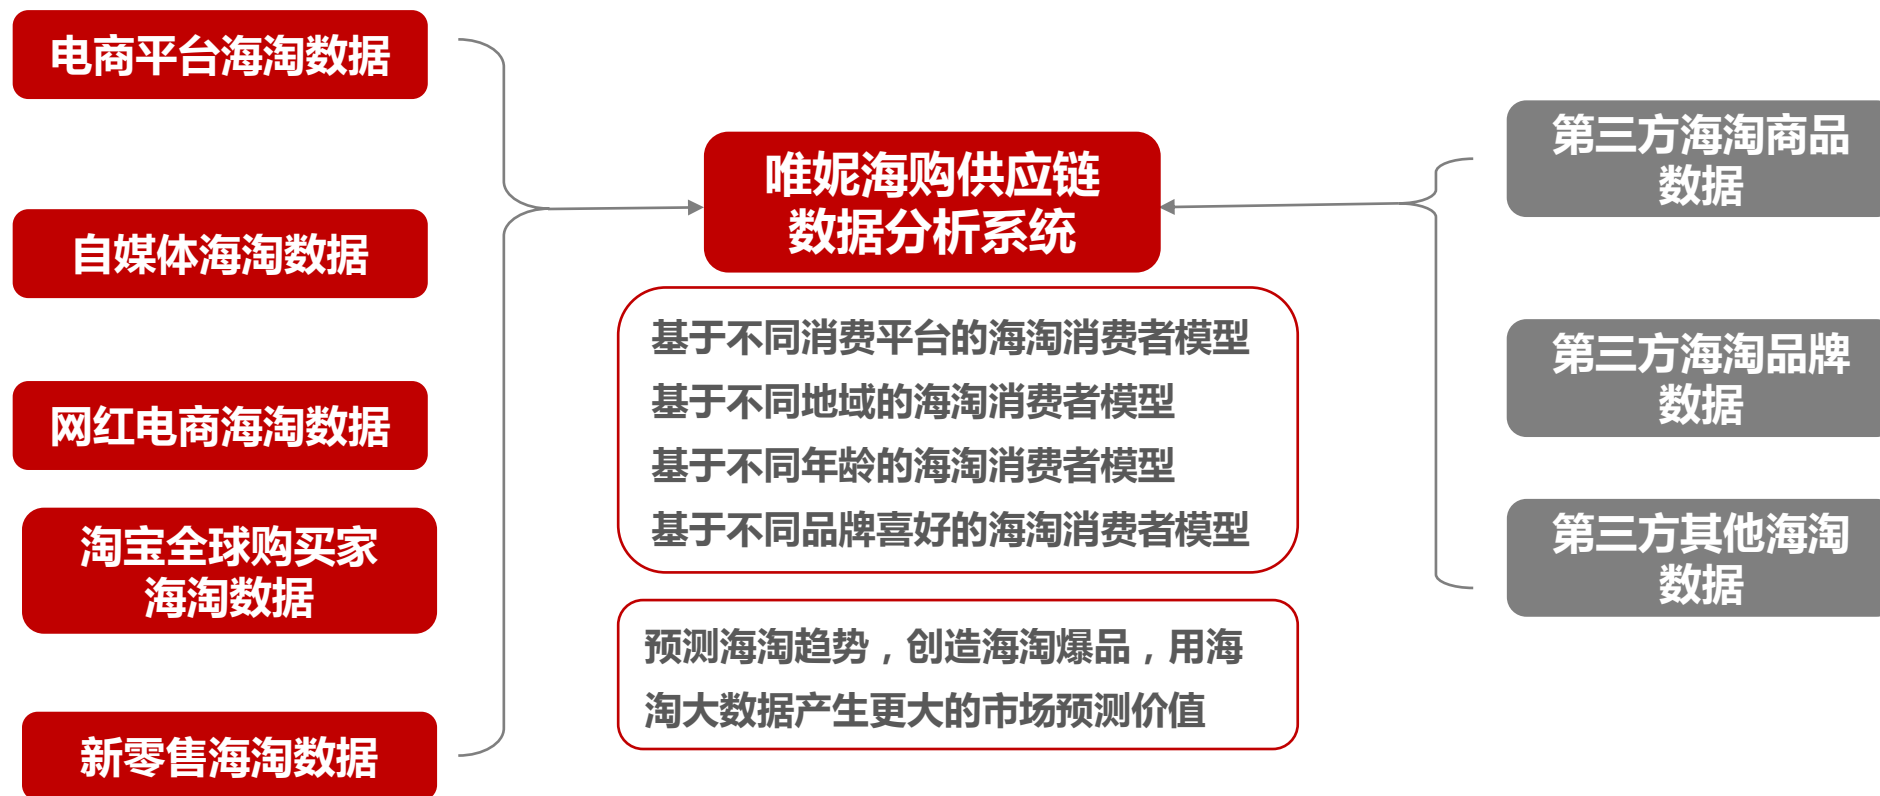 电商平台海淘数据
自媒体海淘数据
网红电商海淘数据
淘宝全球购买家
海淘数据
新零售海淘数据
唯妮海购供应链
数据分析系统
基于不同消费平台的海淘消费者模型
基于不同地域的海淘消费者模型
基于不同年龄的海淘消费者模型
基于不同品牌喜好的海淘消费者模型
预测海淘趋势，创造海淘爆品，用海
淘大数据产生更大的市场预测价值
第三方海淘商品
数据
第三方海淘品牌
数据
第三方其他海淘
数据